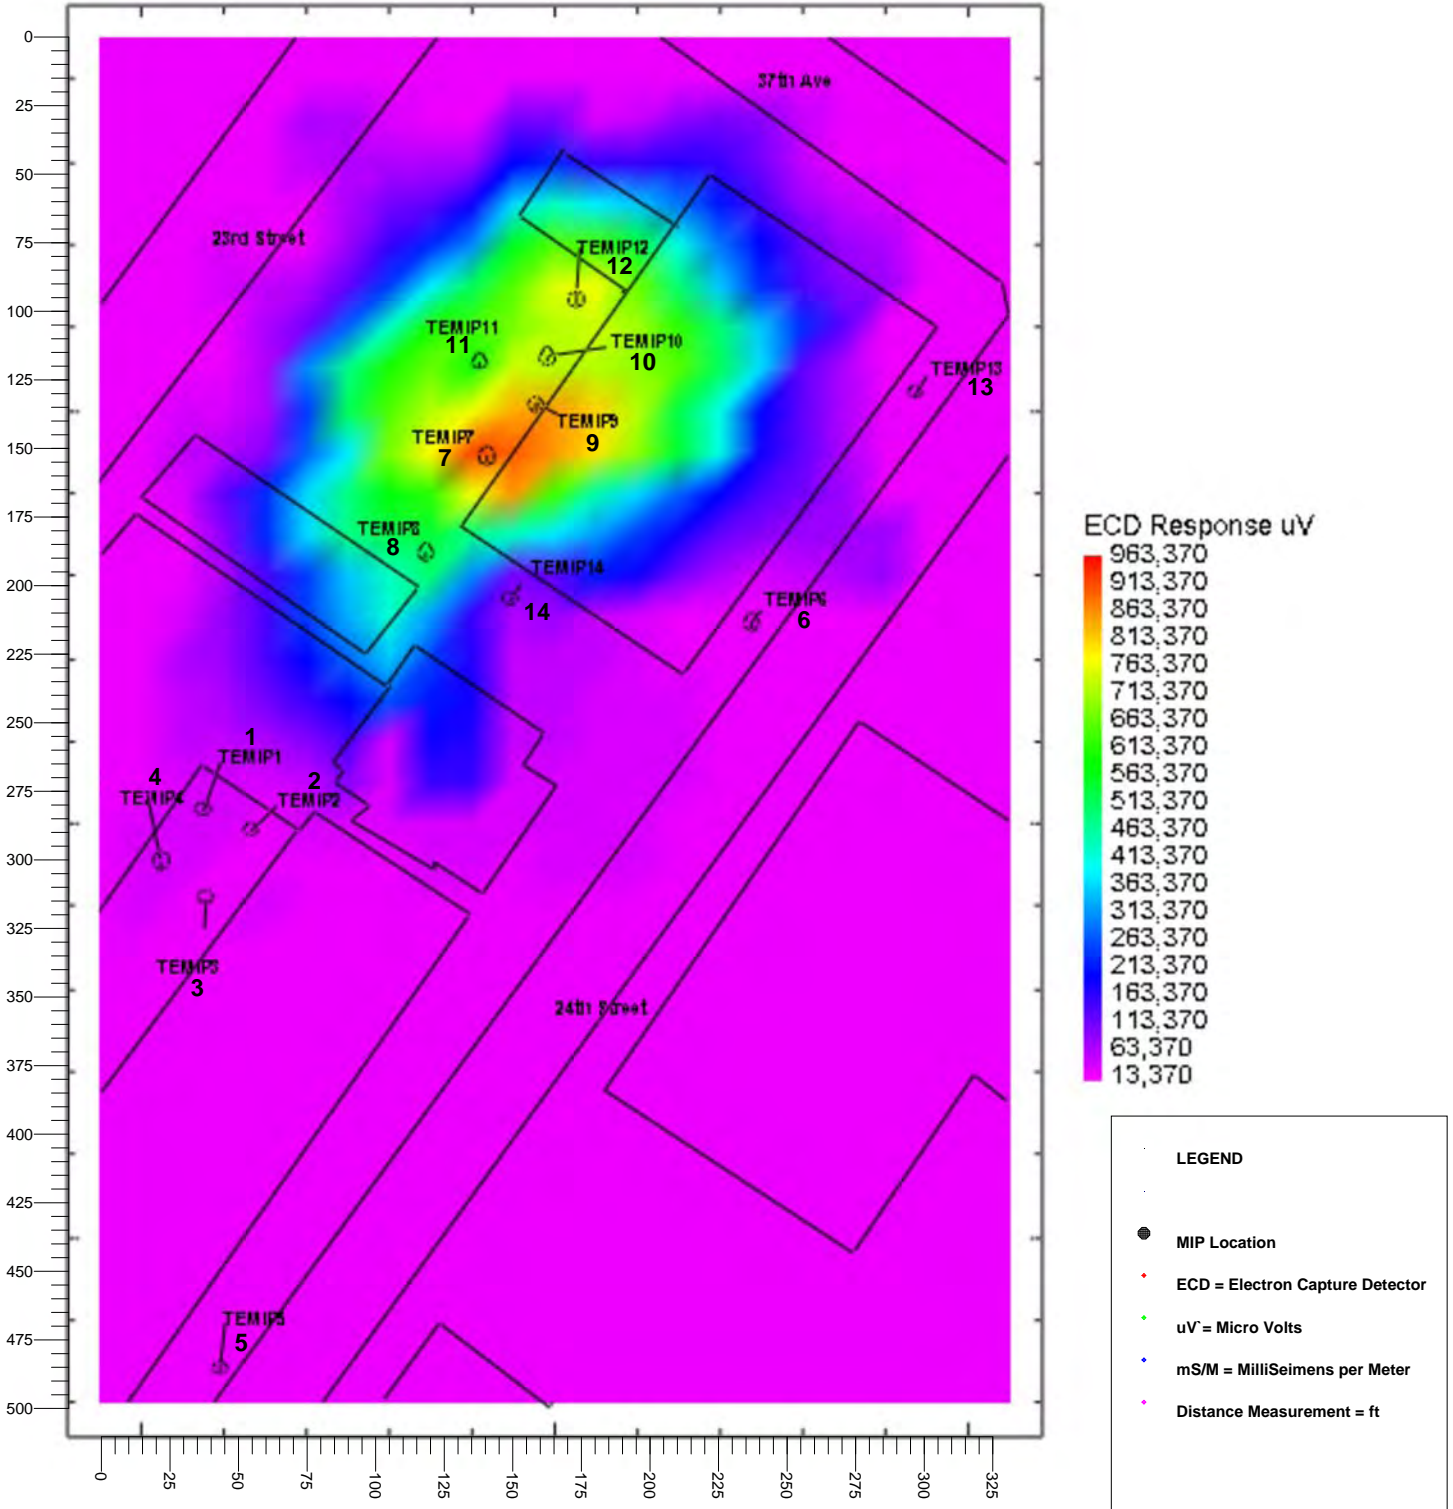 0
25
50
75
100
125
150
175
200
225
250
275
300
325
350
375
400
425
450
475
500
37th Ave
23rd Street
TEMIP12
12
TEMIP11
11
TEMIP10
10
TEMIP13
13
TEMIP9
9
TEMIP7
7
TEMIP8
8
TEMIP14
14
TEMIP6
6
1
TEMIP1
2
TEMIP2
4
TEMIP4
TEMIP3
3
24th Street
TEMIP5
5
0
25
50
75
100
125
150
175
200
225
250
275
300
325
ECD Response uV
963,370
913,370
863,370
813,370
763,370
713,370
663,370
613,370
563,370
513,370
463,370
413,370
363,370
313,370
263,370
213,370
163,370
113,370
63,370
13,370
LEGEND
MIP Location
ECD = Electron Capture Detector
uV`= Micro Volts
mS/M = MilliSeimens per Meter
Distance Measurement = ft